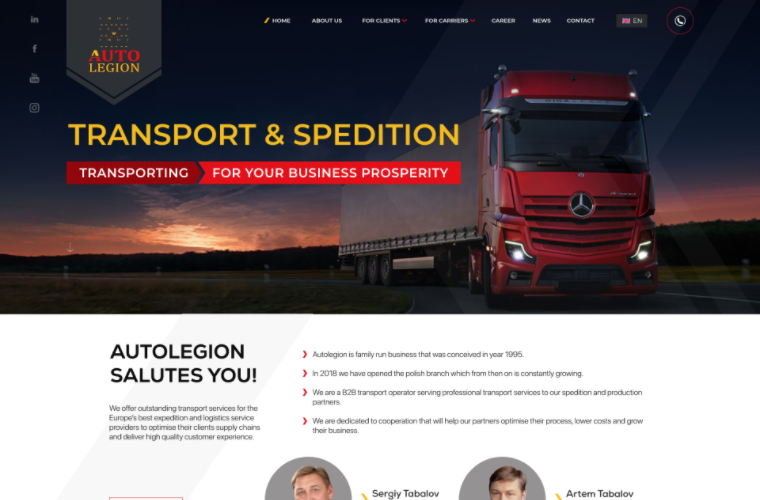 HOME
ABOUT US
FOR CLIENTS
FOR CARRIERS
CAREER
NEWS
CONTACT
EN
AUTO
LEGION
TRANSPORT & SPEDITION
TRANSPORTING
FOR YOUR BUSINESS PROSPERITY
AUTOLEGION
SALUTES YOU!
We offer outstanding transport services for the
Europe's best expedition and logistics service
providers to optimise their clients supply chains
and deliver high quality customer experience.
Autolegion is family run business that was conceived in year 1995.
In 2018 we have opened the polish branch which from then on is constantly growing.
We are a B2B transport operator serving professional transport services to our spedition and production
partners.
We are dedicated to cooperation that will help our partners optimise their process, lower costs and grow
their business.
Sergiy Tabalov
Artem Tabalov